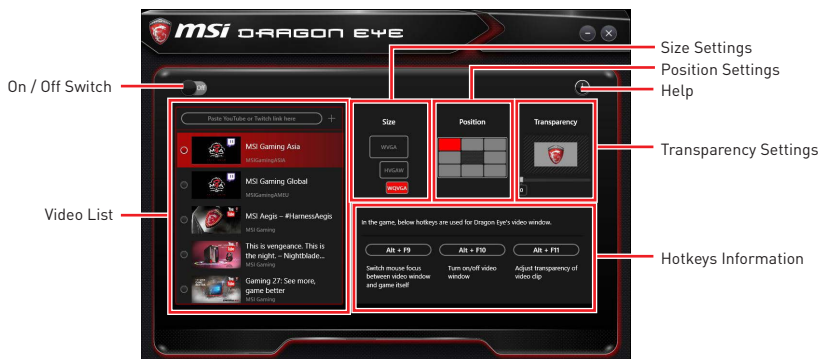 msi DRAGON EYE
Size Settings
Position Settings
On / Off Switch
Off
Help
Paste YouTube or Twitch link here
MSI Gaming Asia
MSIGamingASIA
MSI Gaming Global
MSIGamingAMEU
MSI Aegis – #HarnessAegis
MSI Gaming
This is vengeance. This is
the night. – Nightblade...
MSI Gaming
Gaming 27: See more,
game better
MSI Gaming
Size
WVGA
HVGAW
WQVGA
Position
Transparency
0
Transparency Settings
Video List
In the game, below hotkeys are used for Dragon Eye's video window.
Alt + F9
Alt + F10
Alt + F11
Switch mouse focus
between video window
and game itself
Turn on/off video
window
Adjust transparency of
video clip
Hotkeys Information